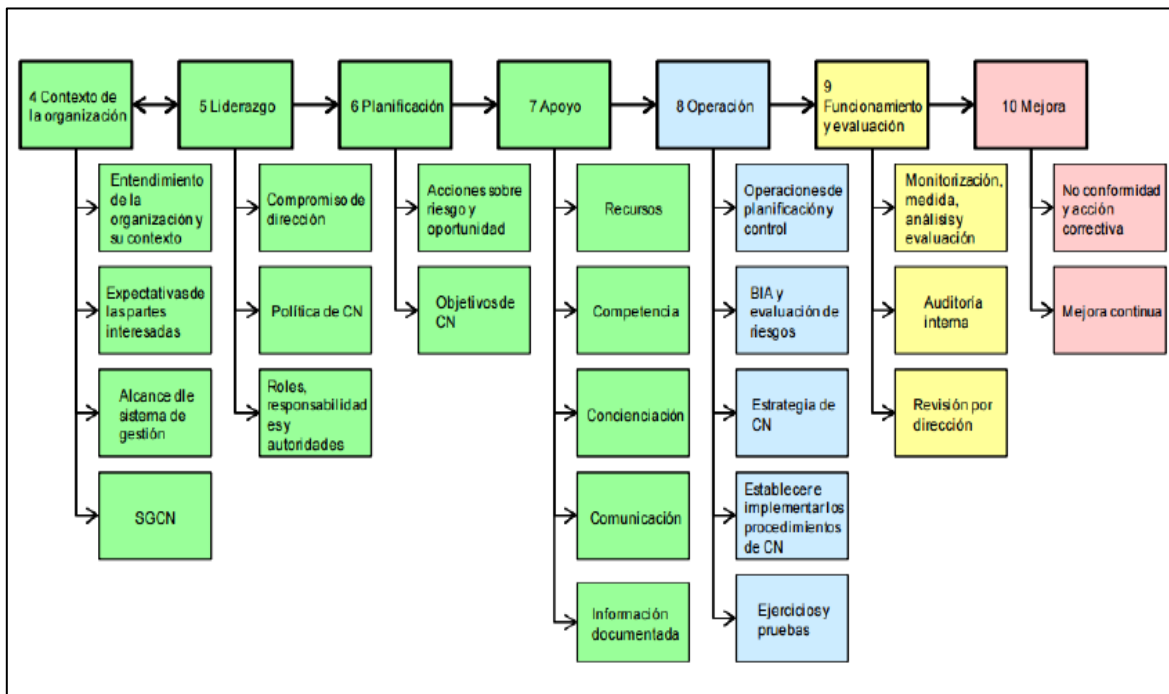 4 Contexto de
la organización
5 Liderazgo
6 Planificación
7 Apoyo
8 Operación
9
Funcionamiento
y evaluación
10 Mejora
Entendimiento
de la
organización y
su contexto
Expectativas de
las partes
interesadas
Alcance dle
sistema de
gestión
SGCN
Compromiso de
dirección
Política de CN
Roles,
responsabilidad
es y
autoridades
Acciones sobre
riesgo y
oportunidad
Objetivos de
CN
Recursos
Competencia
Concienciación
Comunicación
Información
documentada
Operaciones de
planificación y
control
BIA y
evaluación de
riesgos
Estrategia de
CN
Establecer e
implementar los
procedimientos
de CN
Ejercicios y
pruebas
Monitorización,
medida,
análisis y
evaluación
Auditoría
interna
Revisión por
dirección
No conformidad
y acción
correctiva
Mejora continua